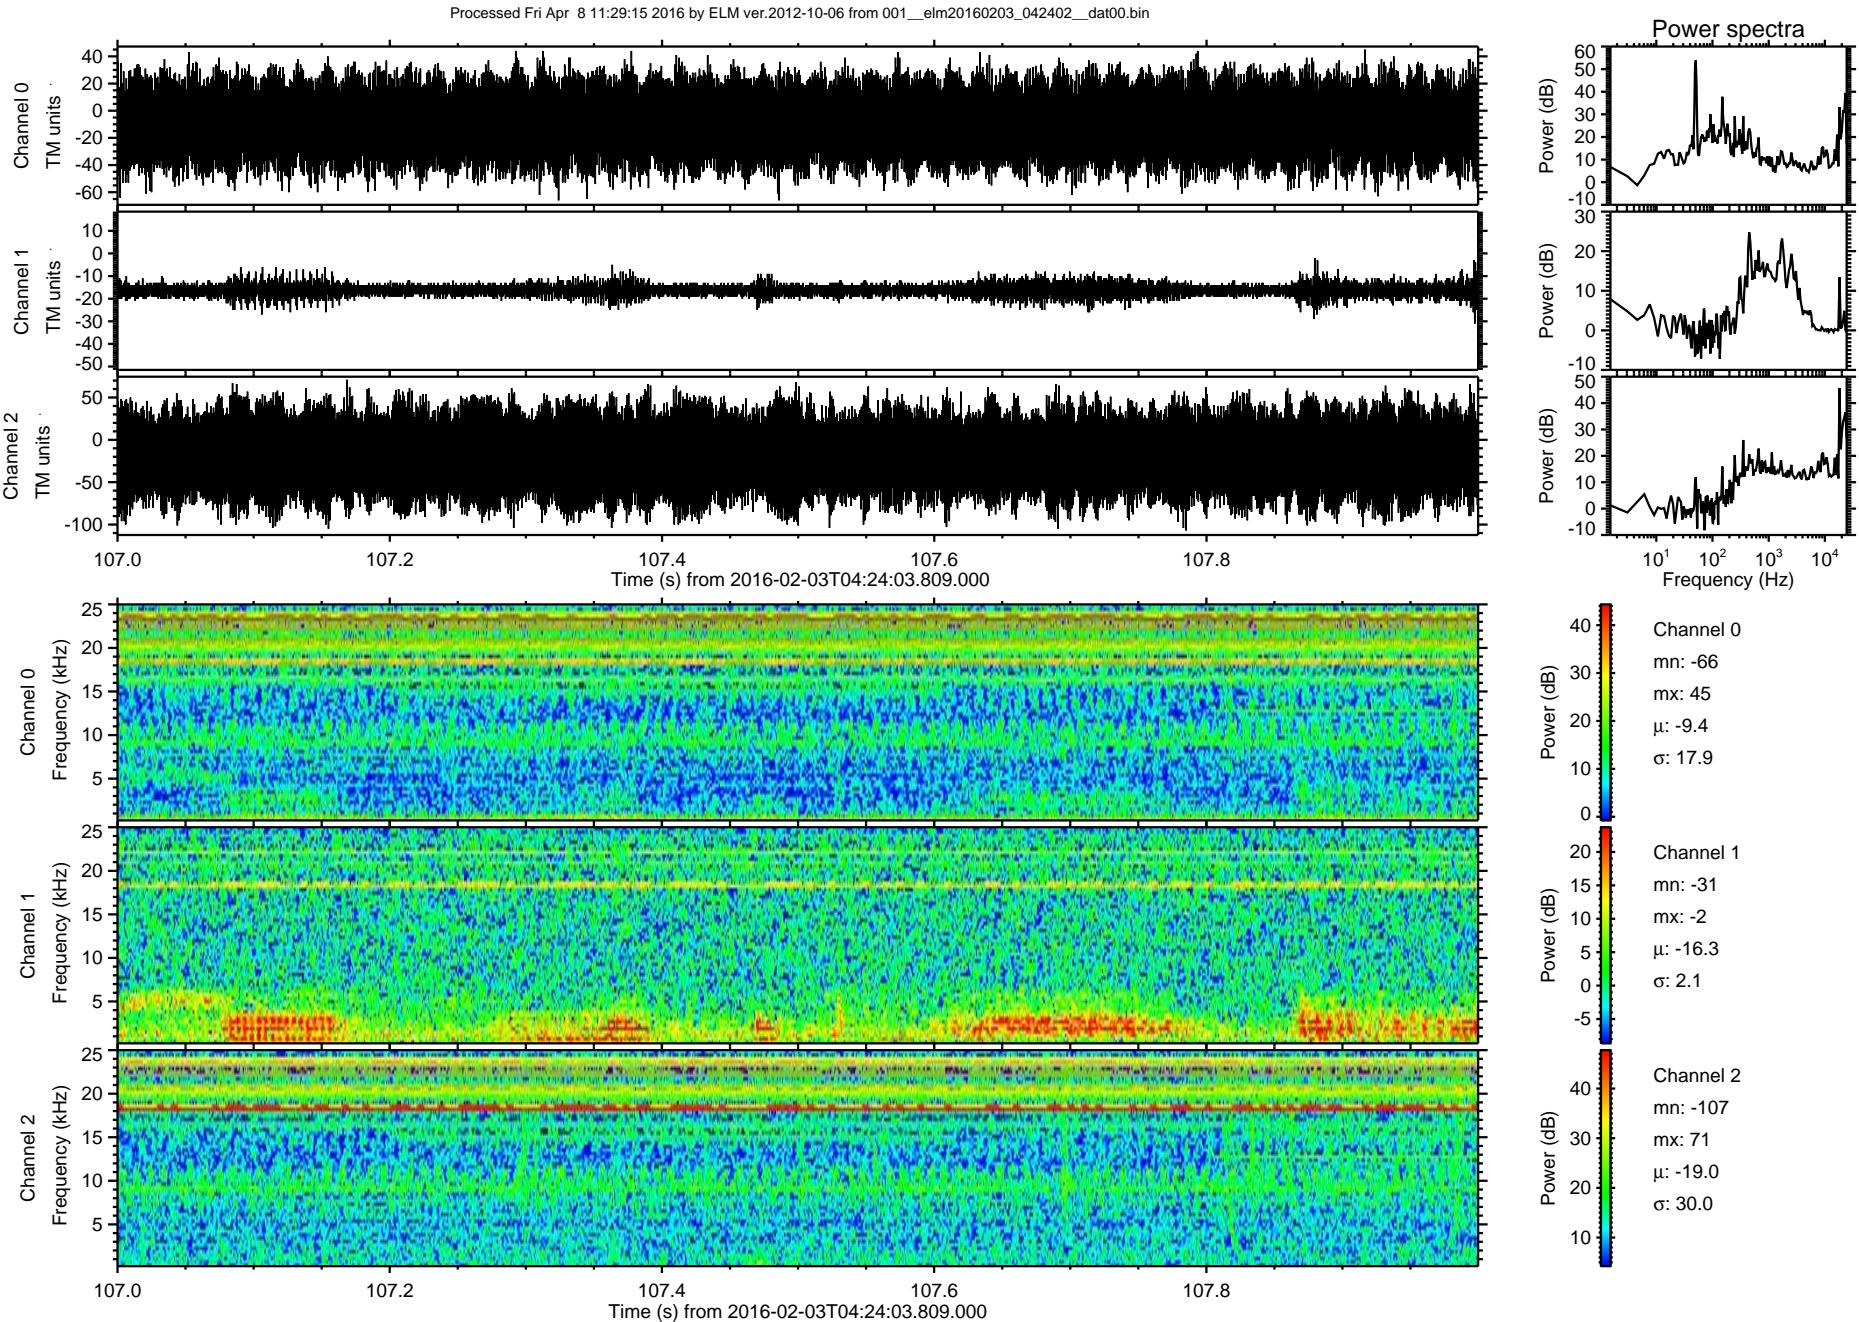 Processed Fri Apr  8 11:29:15 2016 by ELM ver.2012-10-06 from 001__elm20160203_042402__dat00.bin
Power spectra
Channel 0
TM units
40
20
0
-20
-40
-60
Power (dB)
60
50
40
30
20
10
0
-10
Channel 1
TM units
10
0
-10
-20
-30
-40
-50
Power (dB)
30
20
10
0
-10
Channel 2
TM units
50
0
-50
-100
Power (dB)
50
40
30
20
10
0
-10
107.0 107.2 107.4 107.6 107.8
Time (s) from 2016-02-03T04:24:03.809.000
10^1 10^2 10^3 10^4
Frequency (Hz)
Channel 0
Frequency (kHz)
25
20
15
10
5
Power (dB)
40
30
20
10
0
Channel 0
mn: -66
mx: 45
μ: -9.4
σ: 17.9
Channel 1
Frequency (kHz)
25
20
15
10
5
Power (dB)
20
15
10
5
0
-5
Channel 1
mn: -31
mx: -2
μ: -16.3
σ: 2.1
Channel 2
Frequency (kHz)
25
20
15
10
5
Power (dB)
40
30
20
10
Channel 2
mn: -107
mx: 71
μ: -19.0
σ: 30.0
107.0 107.2 107.4 107.6 107.8
Time (s) from 2016-02-03T04:24:03.809.000